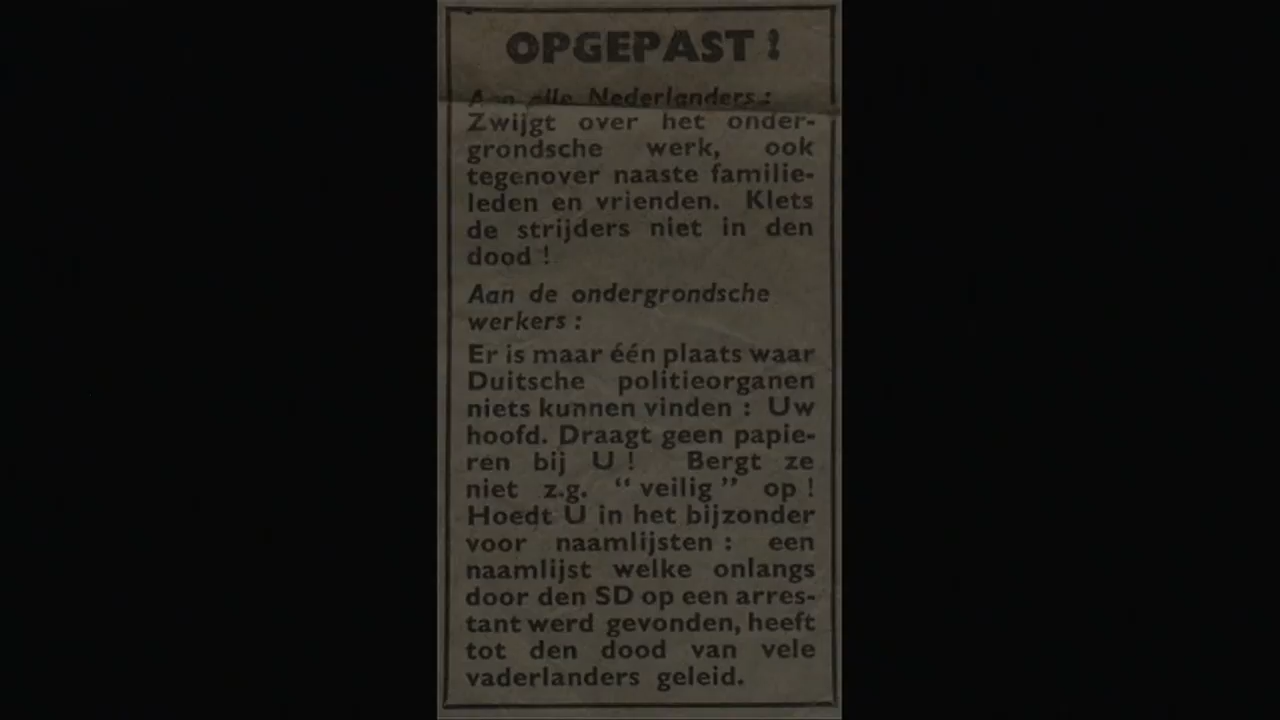 OPGEPAST !
Aan alle Nederlanders :
Zwijgt over het onder-
grondsche werk, ook
tegenover naaste familie-
leden en vrienden. Klets
de strijders niet in den
dood !
Aan de ondergrondsche
werkers :
Er is maar één plaats waar
Duitsche politieorganen
niets kunnen vinden : Uw
hoofd. Draagt geen papie-
ren bij U ! Bergt ze
niet z.g. “ veilig ” op !
Hoedt U in het bijzonder
voor naamlijsten : een
naamlijst welke onlangs
door den SD op een arres-
tant werd gevonden, heeft
tot den dood van vele
vaderlanders geleid.